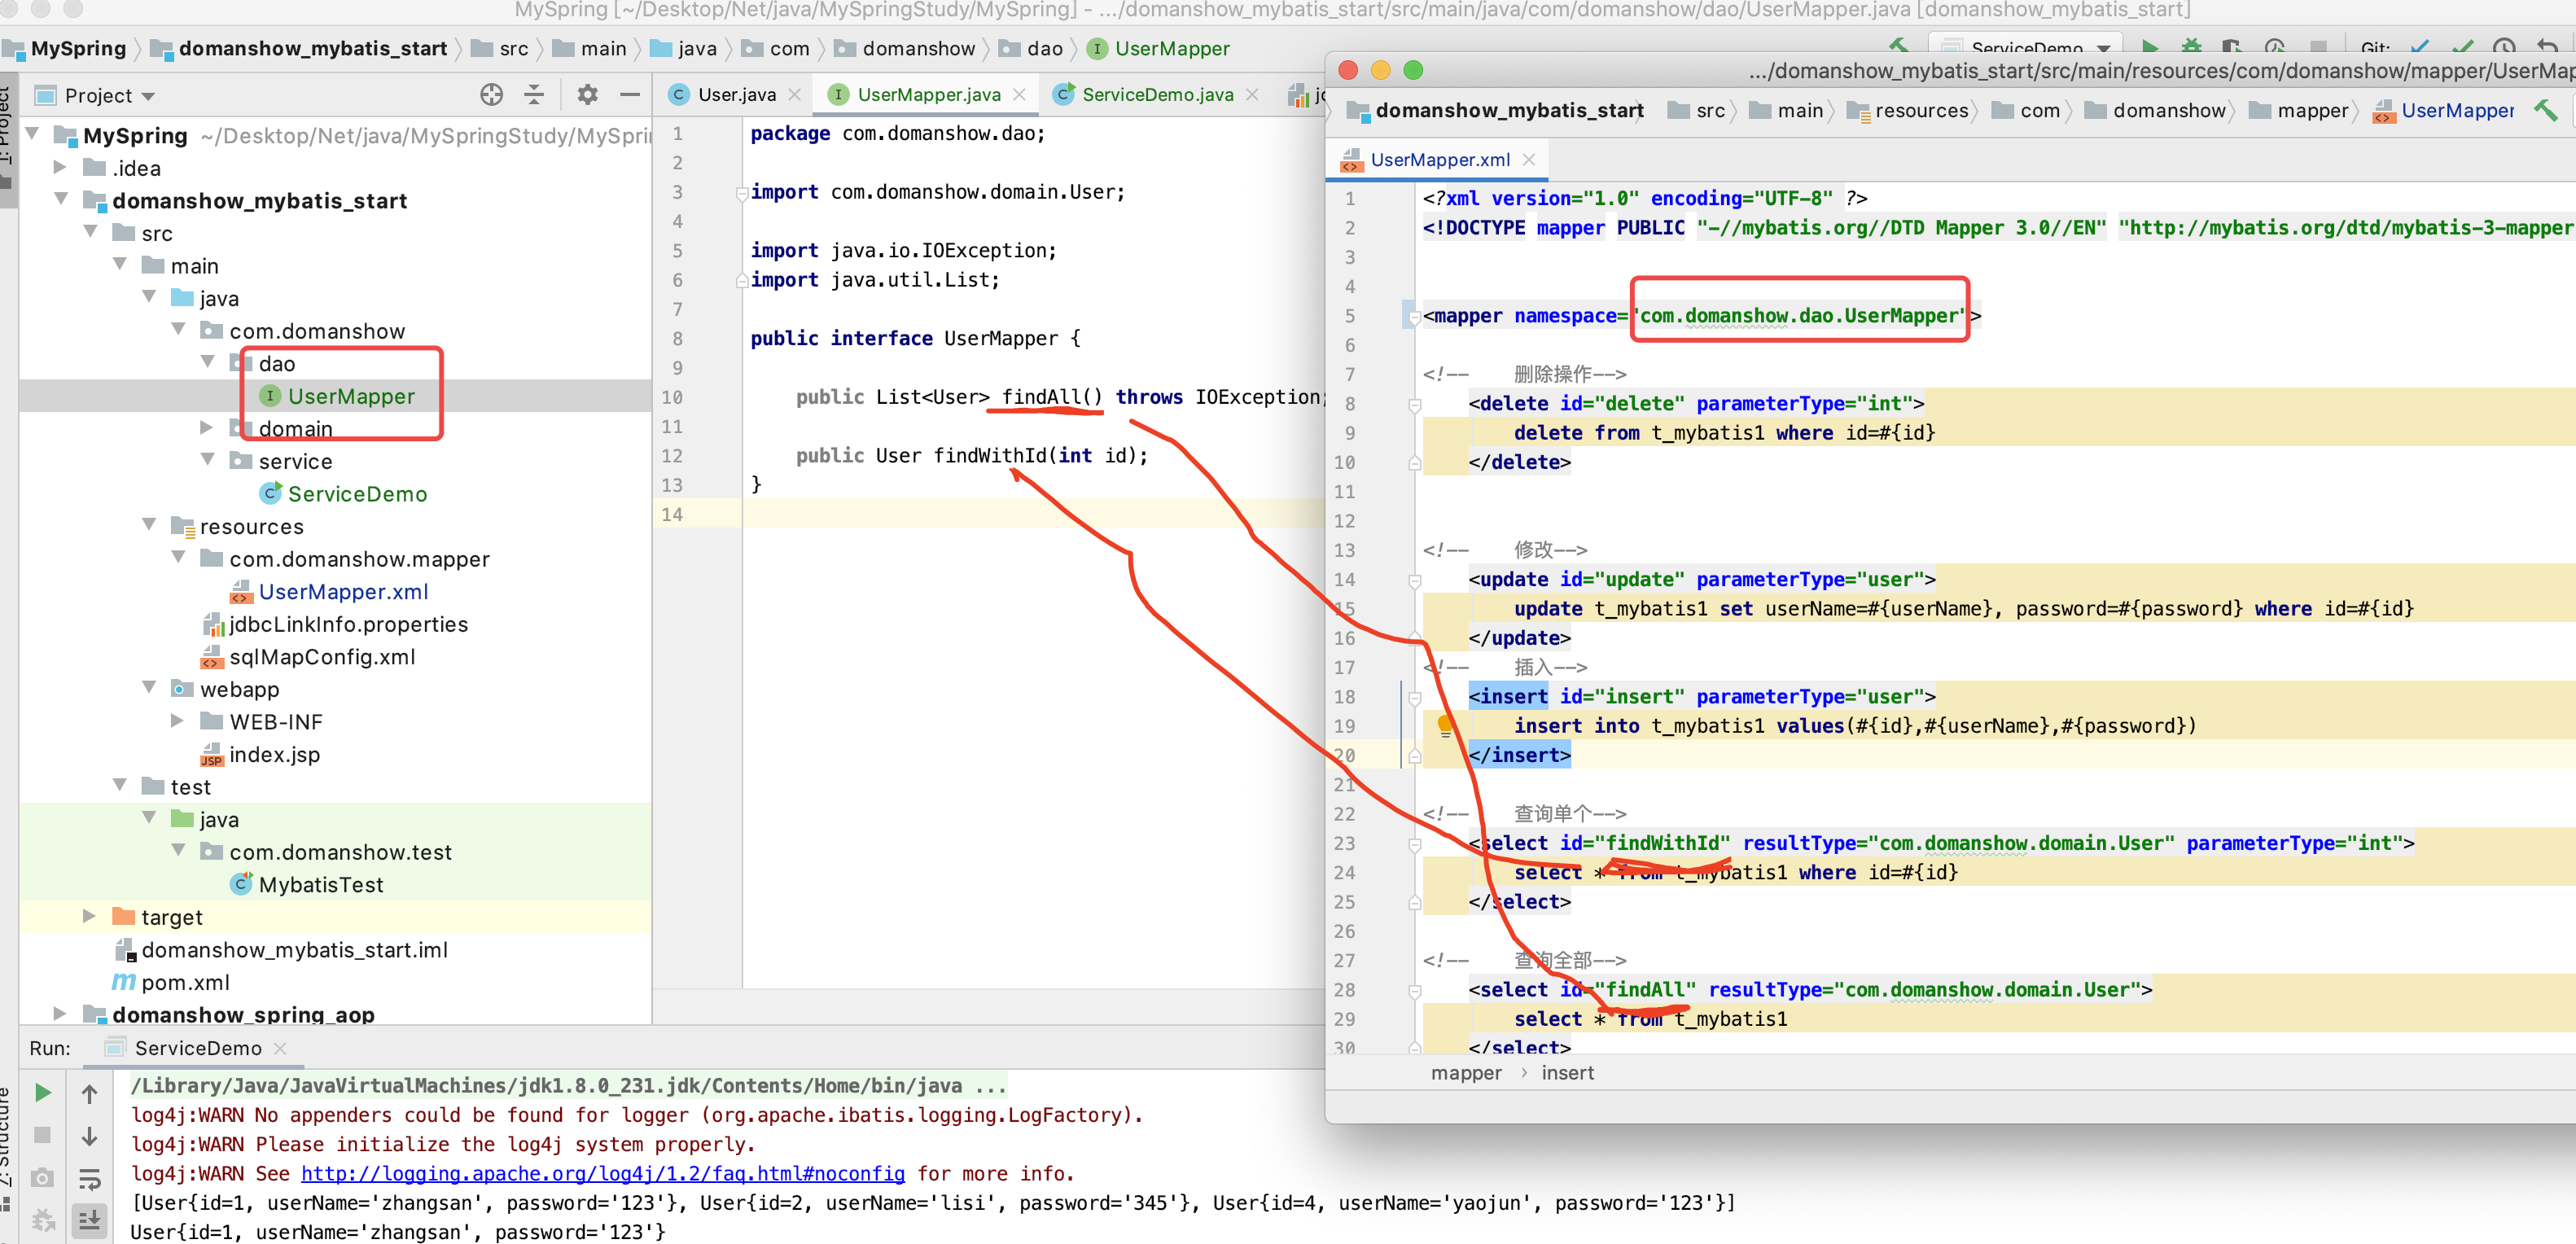 MySpring [~/Desktop/Net/java/MySpringStudy/MySpring] - .../domanshow_mybatis_start/src/main/java/com/domanshow/dao/UserMapper.java [domanshow_mybatis_start]
MySpring domanshow_mybatis_start src main java com domanshow dao UserMapper
ServiceDemo Git:
1: Project
Project
MySpring ~/Desktop/Net/java/MySpringStudy/MySpri
.idea
domanshow_mybatis_start
src
main
java
com.domanshow
dao
UserMapper
domain
service
ServiceDemo
resources
com.domanshow.mapper
UserMapper.xml
jdbcLinkInfo.properties
sqlMapConfig.xml
webapp
WEB-INF
index.jsp
test
java
com.domanshow.test
MybatisTest
target
domanshow_mybatis_start.iml
pom.xml
domanshow_spring_aop
User.java UserMapper.java ServiceDemo.java
1 package com.domanshow.dao;
2
3 import com.domanshow.domain.User;
4
5 import java.io.IOException;
6 import java.util.List;
7
8 public interface UserMapper {
9
10 public List<User> findAll() throws IOException;
11
12 public User findWithId(int id);
13 }
14
.../domanshow_mybatis_start/src/main/resources/com/domanshow/mapper/UserMap
domanshow_mybatis_start src main resources com domanshow mapper UserMapper
UserMapper.xml
1 <?xml version="1.0" encoding="UTF-8" ?>
2 <!DOCTYPE mapper PUBLIC "-//mybatis.org//DTD Mapper 3.0//EN" "http://mybatis.org/dtd/mybatis-3-mapper
3
4
5 <mapper namespace="com.domanshow.dao.UserMapper">
6
7 <!-- 删除操作-->
8 <delete id="delete" parameterType="int">
9 delete from t_mybatis1 where id=#{id}
10 </delete>
11
12
13 <!-- 修改-->
14 <update id="update" parameterType="user">
15 update t_mybatis1 set userName=#{userName}, password=#{password} where id=#{id}
16 </update>
17 <!-- 插入-->
18 <insert id="insert" parameterType="user">
19 insert into t_mybatis1 values(#{id},#{userName},#{password})
20 </insert>
21
22 <!-- 查询单个-->
23 <select id="findWithId" resultType="com.domanshow.domain.User" parameterType="int">
24 select * from t_mybatis1 where id=#{id}
25 </select>
26
27 <!-- 查询全部-->
28 <select id="findAll" resultType="com.domanshow.domain.User">
29 select * from t_mybatis1
30 </select>
mapper › insert
Run: ServiceDemo
Z: Structure
/Library/Java/JavaVirtualMachines/jdk1.8.0_231.jdk/Contents/Home/bin/java ...
log4j:WARN No appenders could be found for logger (org.apache.ibatis.logging.LogFactory).
log4j:WARN Please initialize the log4j system properly.
log4j:WARN See http://logging.apache.org/log4j/1.2/faq.html#noconfig for more info.
[User{id=1, userName='zhangsan', password='123'}, User{id=2, userName='lisi', password='345'}, User{id=4, userName='yaojun', password='123'}]
User{id=1, userName='zhangsan', password='123'}